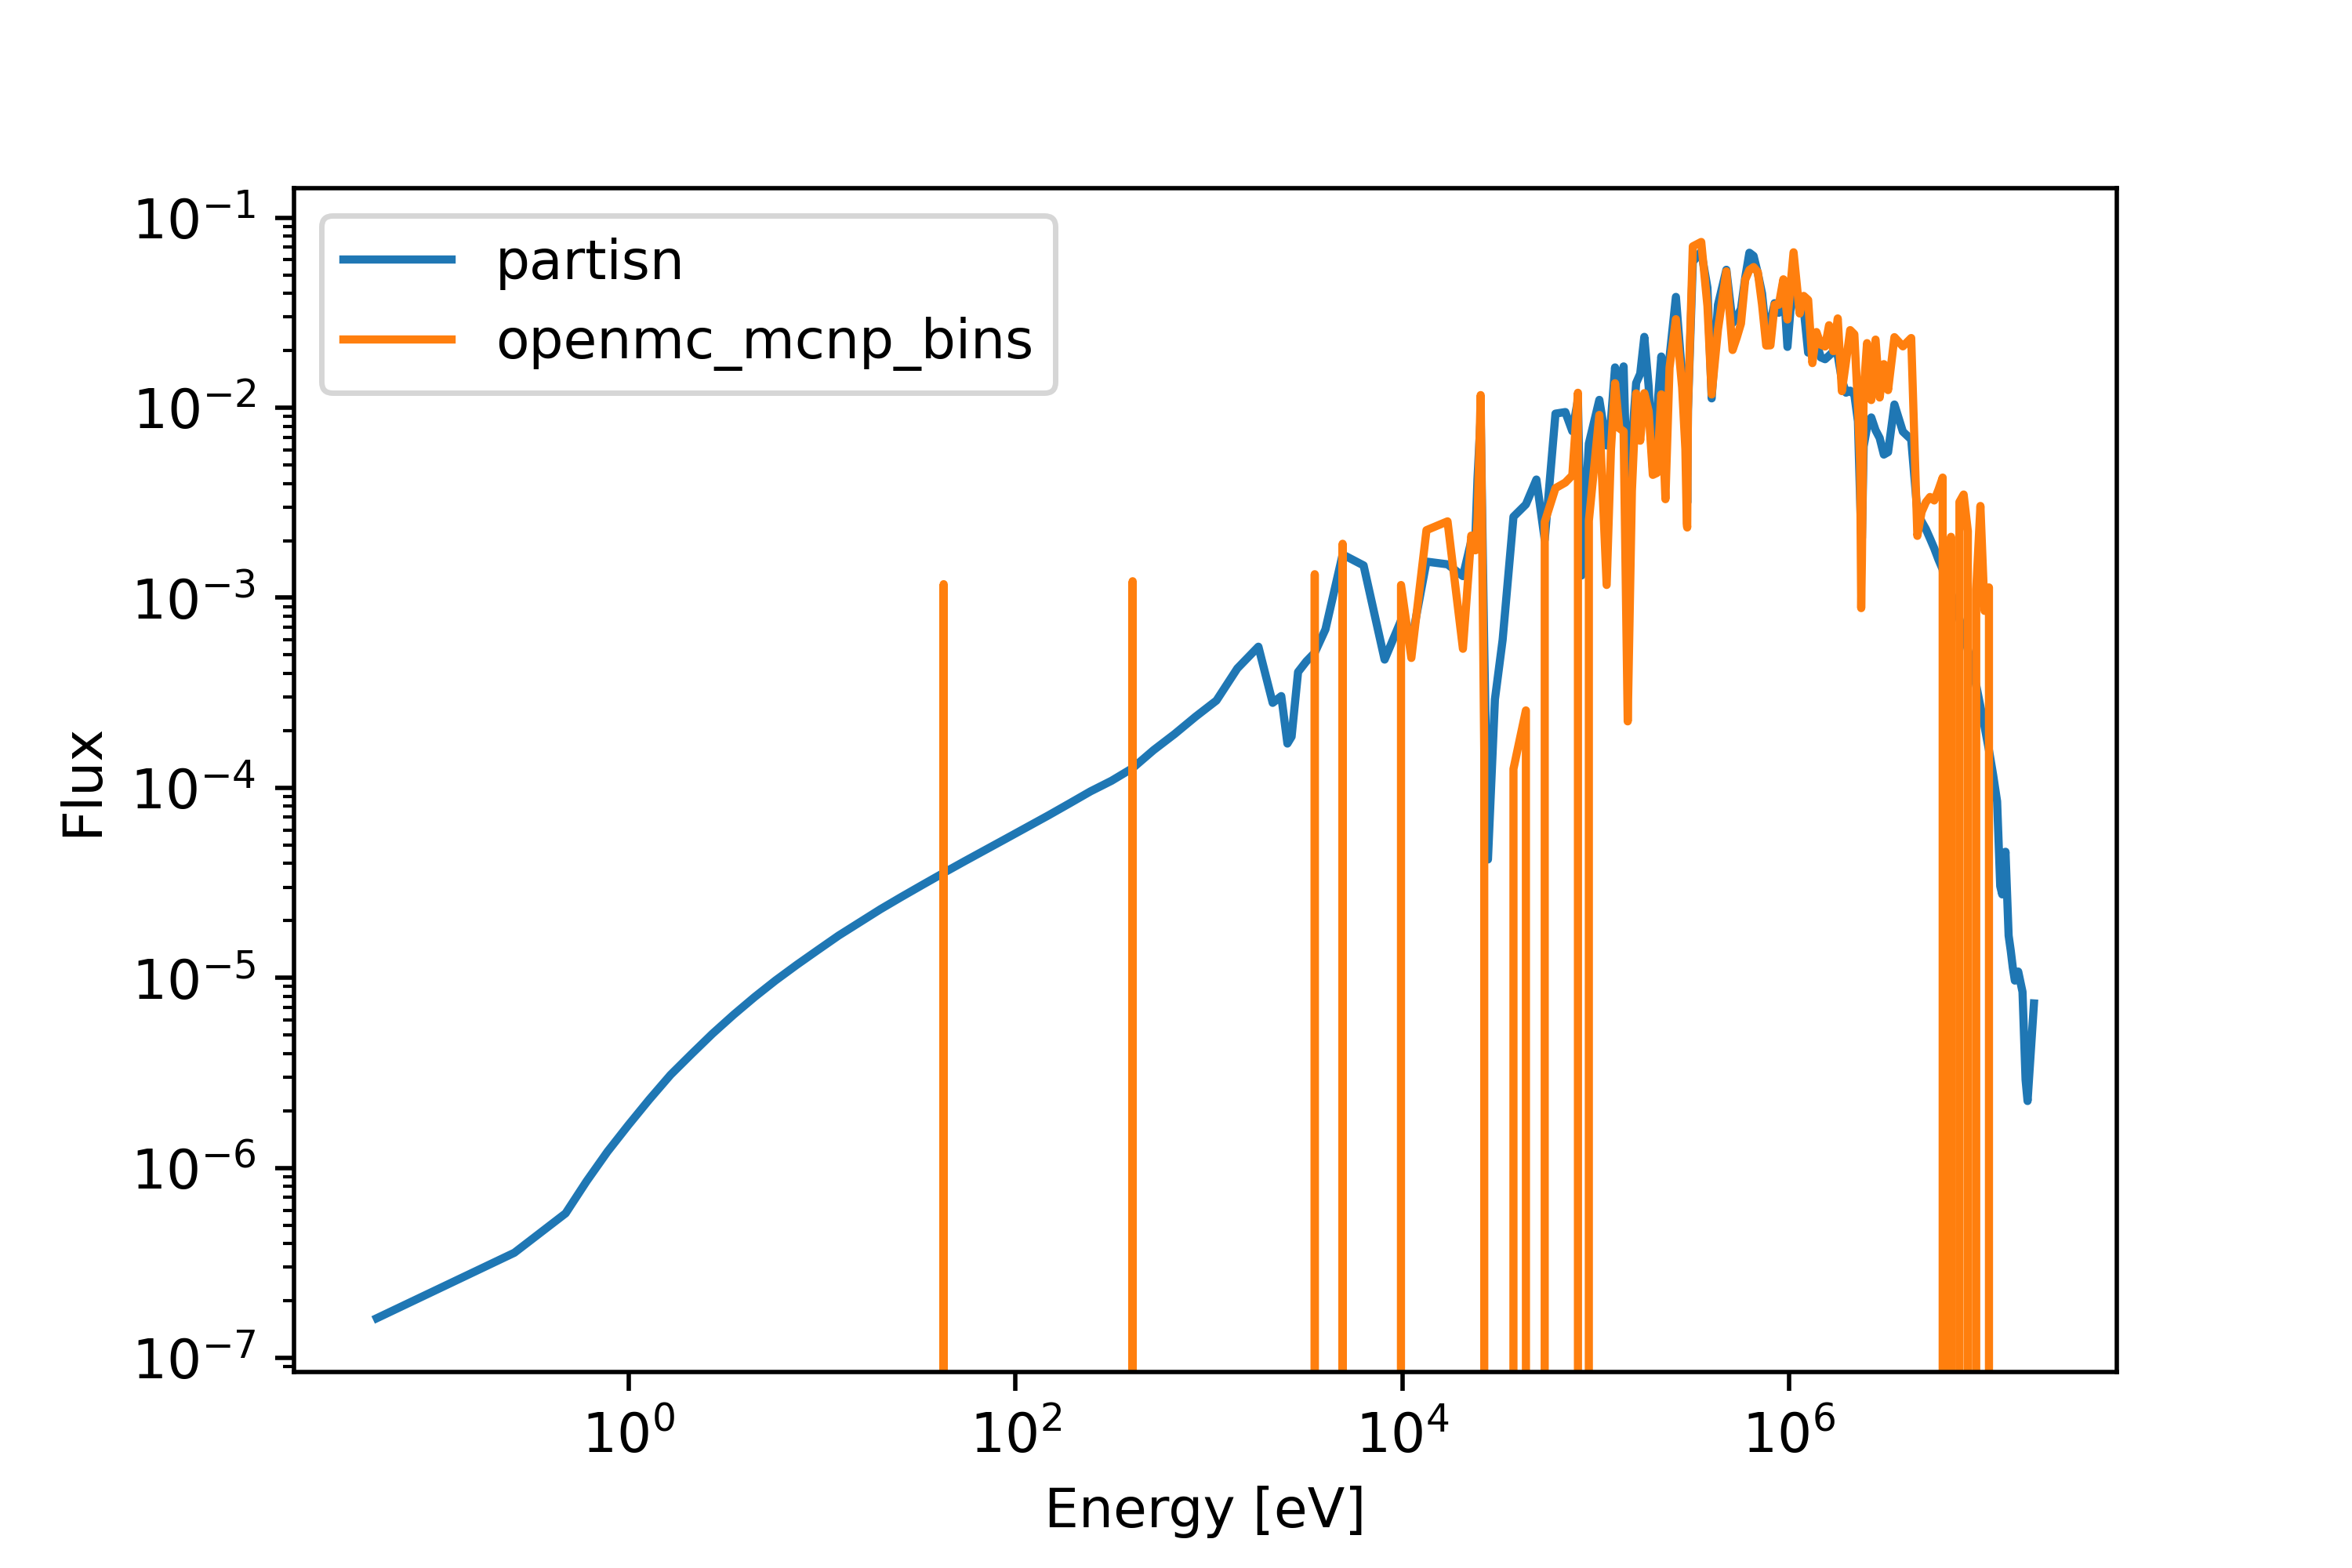 partisn
openmc_mcnp_bins
10⁻¹
10⁻²
10⁻³
10⁻⁴
10⁻⁵
10⁻⁶
10⁻⁷
Flux
10⁰ 10² 10⁴ 10⁶
Energy [eV]